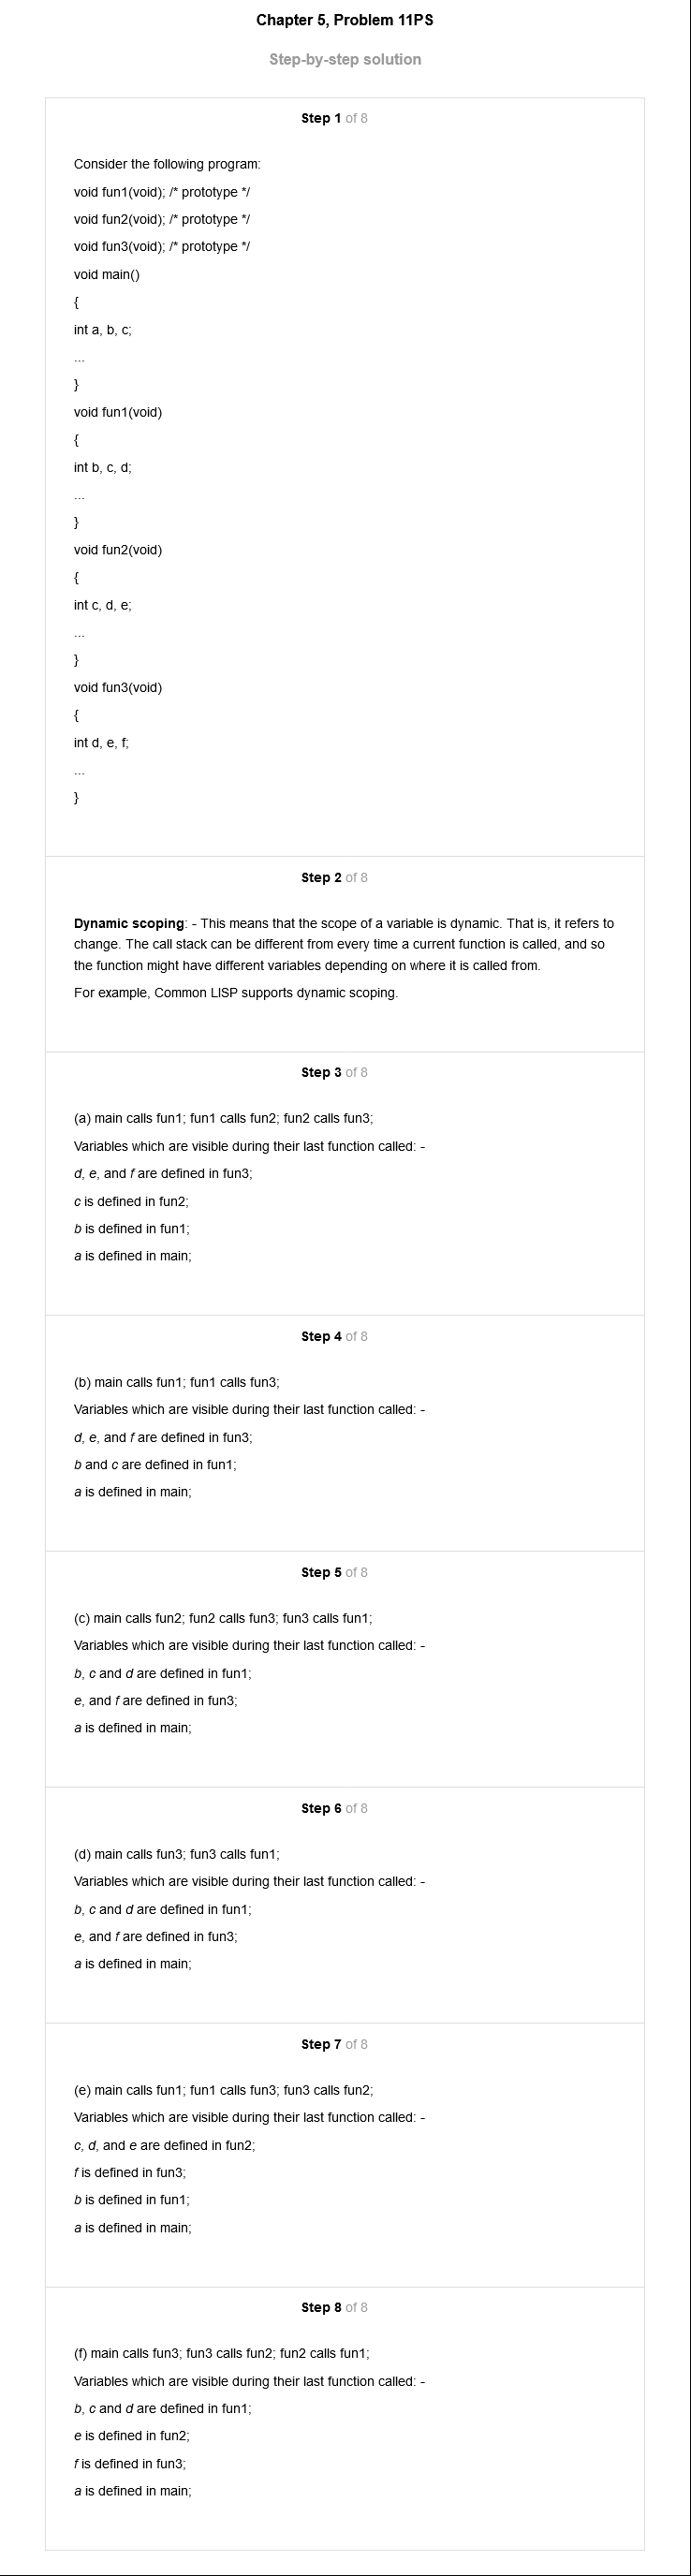 Chapter 5, Problem 11PS
Step-by-step solution
Step 1 of 8
Consider the following program:
void fun1(void); /* prototype */
void fun2(void); /* prototype */
void fun3(void); /* prototype */
void main()
{
int a, b, c;
...
}
void fun1(void)
{
int b, c, d;
...
}
void fun2(void)
{
int c, d, e;
...
}
void fun3(void)
{
int d, e, f;
...
}
Step 2 of 8
Dynamic scoping: - This means that the scope of a variable is dynamic. That is, it refers to
change. The call stack can be different from every time a current function is called, and so
the function might have different variables depending on where it is called from.
For example, Common LISP supports dynamic scoping.
Step 3 of 8
(a) main calls fun1; fun1 calls fun2; fun2 calls fun3;
Variables which are visible during their last function called: -
d, e, and f are defined in fun3;
c is defined in fun2;
b is defined in fun1;
a is defined in main;
Step 4 of 8
(b) main calls fun1; fun1 calls fun3;
Variables which are visible during their last function called: -
d, e, and f are defined in fun3;
b and c are defined in fun1;
a is defined in main;
Step 5 of 8
(c) main calls fun2; fun2 calls fun3; fun3 calls fun1;
Variables which are visible during their last function called: -
b, c and d are defined in fun1;
e, and f are defined in fun3;
a is defined in main;
Step 6 of 8
(d) main calls fun3; fun3 calls fun1;
Variables which are visible during their last function called: -
b, c and d are defined in fun1;
e, and f are defined in fun3;
a is defined in main;
Step 7 of 8
(e) main calls fun1; fun1 calls fun3; fun3 calls fun2;
Variables which are visible during their last function called: -
c, d, and e are defined in fun2;
f is defined in fun3;
b is defined in fun1;
a is defined in main;
Step 8 of 8
(f) main calls fun3; fun3 calls fun2; fun2 calls fun1;
Variables which are visible during their last function called: -
b, c and d are defined in fun1;
e is defined in fun2;
f is defined in fun3;
a is defined in main;